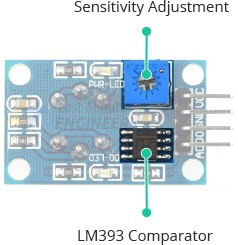 Sensitivity Adjustment
PWR-LED
VCC
GND
DO
AO
DO-LED
LM393 Comparator